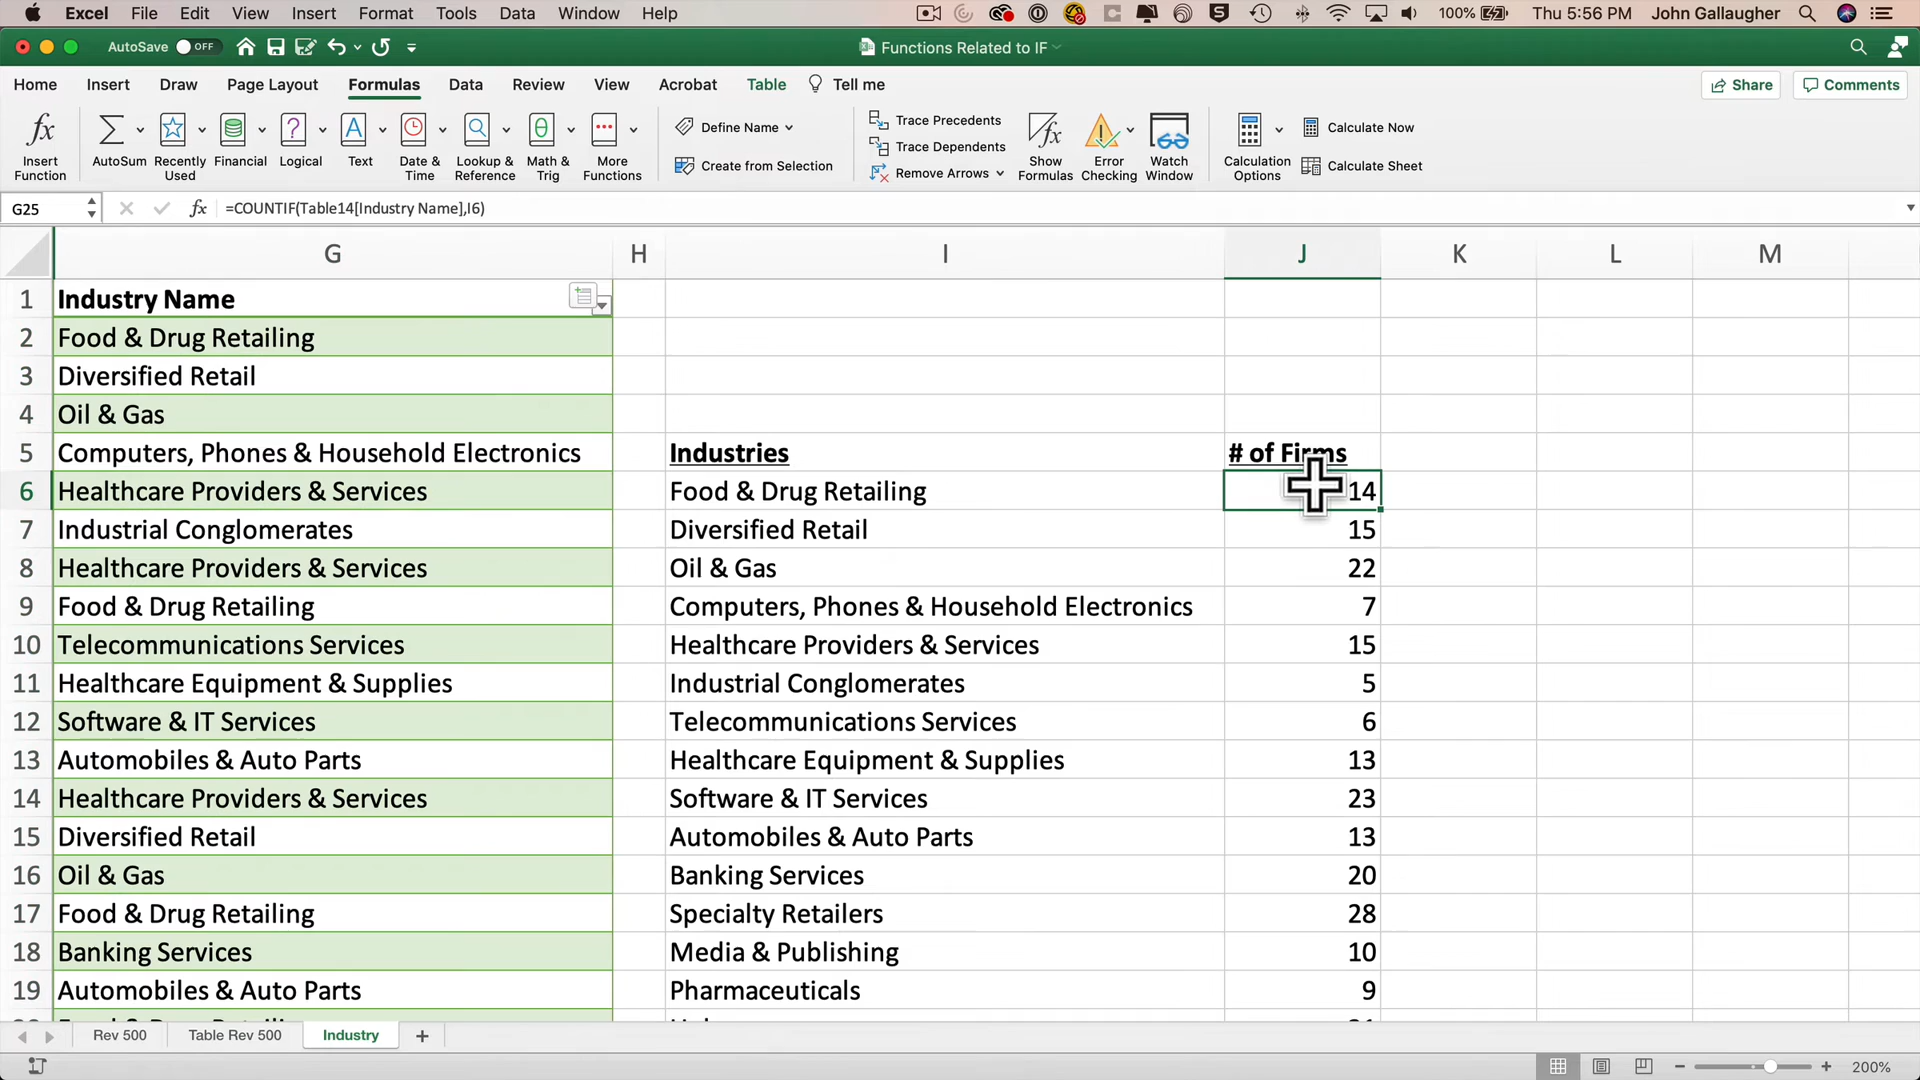 Excel File Edit View Insert Format Tools Data Window Help 100% Thu 5:56 PM John Gallaugher
AutoSave OFF Functions Related to IF
Home Insert Draw Page Layout Formulas Data Review View Acrobat Table Tell me Share Comments
Insert Function
AutoSum
Recently Used
Financial
Logical
Text
Date & Time
Lookup & Reference
Math & Trig
More Functions
Define Name
Create from Selection
Trace Precedents
Trace Dependents
Remove Arrows
Show Formulas
Error Checking
Watch Window
Calculation Options
Calculate Now
Calculate Sheet
G25 fx =COUNTIF(Table14[Industry Name],I6)
G H I J K L M
1 Industry Name
2 Food & Drug Retailing
3 Diversified Retail
4 Oil & Gas
5 Computers, Phones & Household Electronics Industries # of Firms
6 Healthcare Providers & Services Food & Drug Retailing 14
7 Industrial Conglomerates Diversified Retail 15
8 Healthcare Providers & Services Oil & Gas 22
9 Food & Drug Retailing Computers, Phones & Household Electronics 7
10 Telecommunications Services Healthcare Providers & Services 15
11 Healthcare Equipment & Supplies Industrial Conglomerates 5
12 Software & IT Services Telecommunications Services 6
13 Automobiles & Auto Parts Healthcare Equipment & Supplies 13
14 Healthcare Providers & Services Software & IT Services 23
15 Diversified Retail Automobiles & Auto Parts 13
16 Oil & Gas Banking Services 20
17 Food & Drug Retailing Specialty Retailers 28
18 Banking Services Media & Publishing 10
19 Automobiles & Auto Parts Pharmaceuticals 9
Rev 500 Table Rev 500 Industry
200%